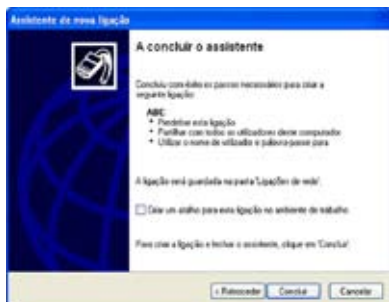 Assistente de nova ligação
A concluir o assistente
Concluiu com êxito os passos necessários para criar a
seguinte ligação:
ABC
• Predefinir esta ligação
• Partilhar com todos os utilizadores deste computador
• Utilizar o nome de utilizador e palavra-passe para
A ligação será guardada na pasta 'Ligações de rede'.
Criar um atalho para esta ligação no ambiente de trabalho
Para criar a ligação e fechar o assistente, clique em 'Concluir'.
< Retroceder Concluir Cancelar